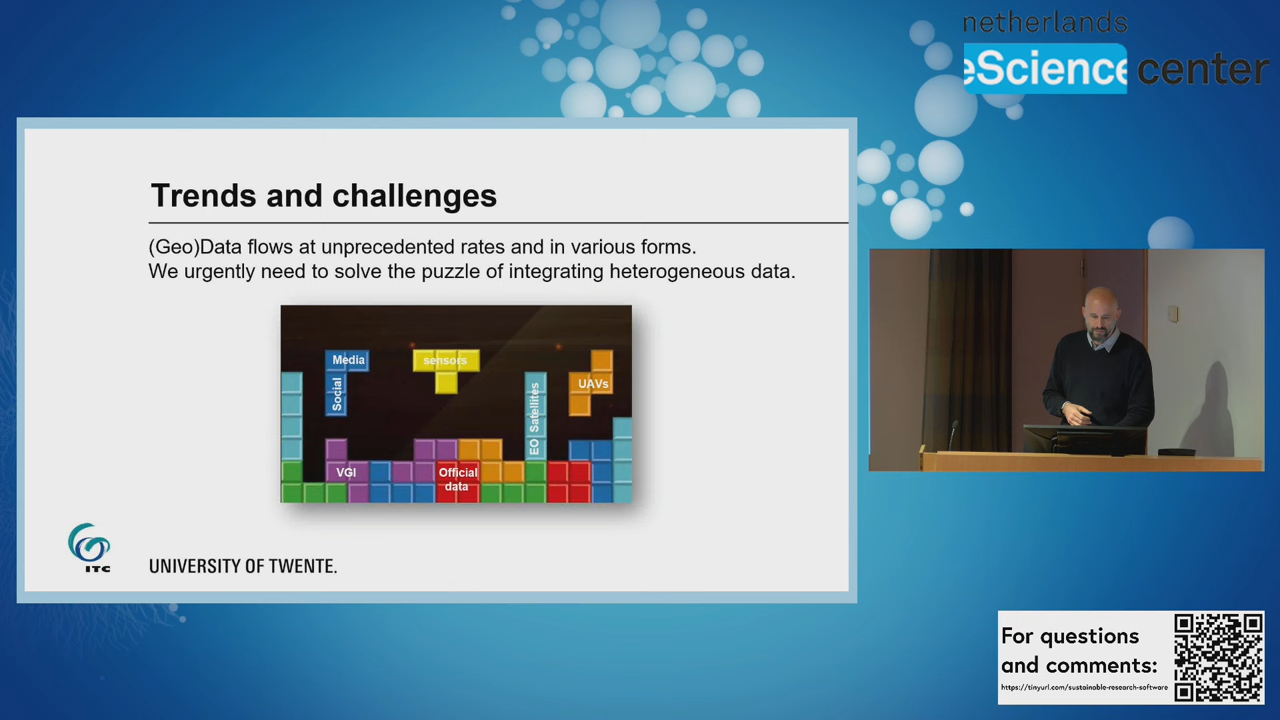 netherlands
eScience center
Trends and challenges
(Geo)Data flows at unprecedented rates and in various forms.
We urgently need to solve the puzzle of integrating heterogeneous data.
Media
Social
sensors
EO Satellites
UAVs
VGI
Official
data
ITC
UNIVERSITY OF TWENTE.
For questions
and comments:
https://tinyurl.com/sustainable-research-software